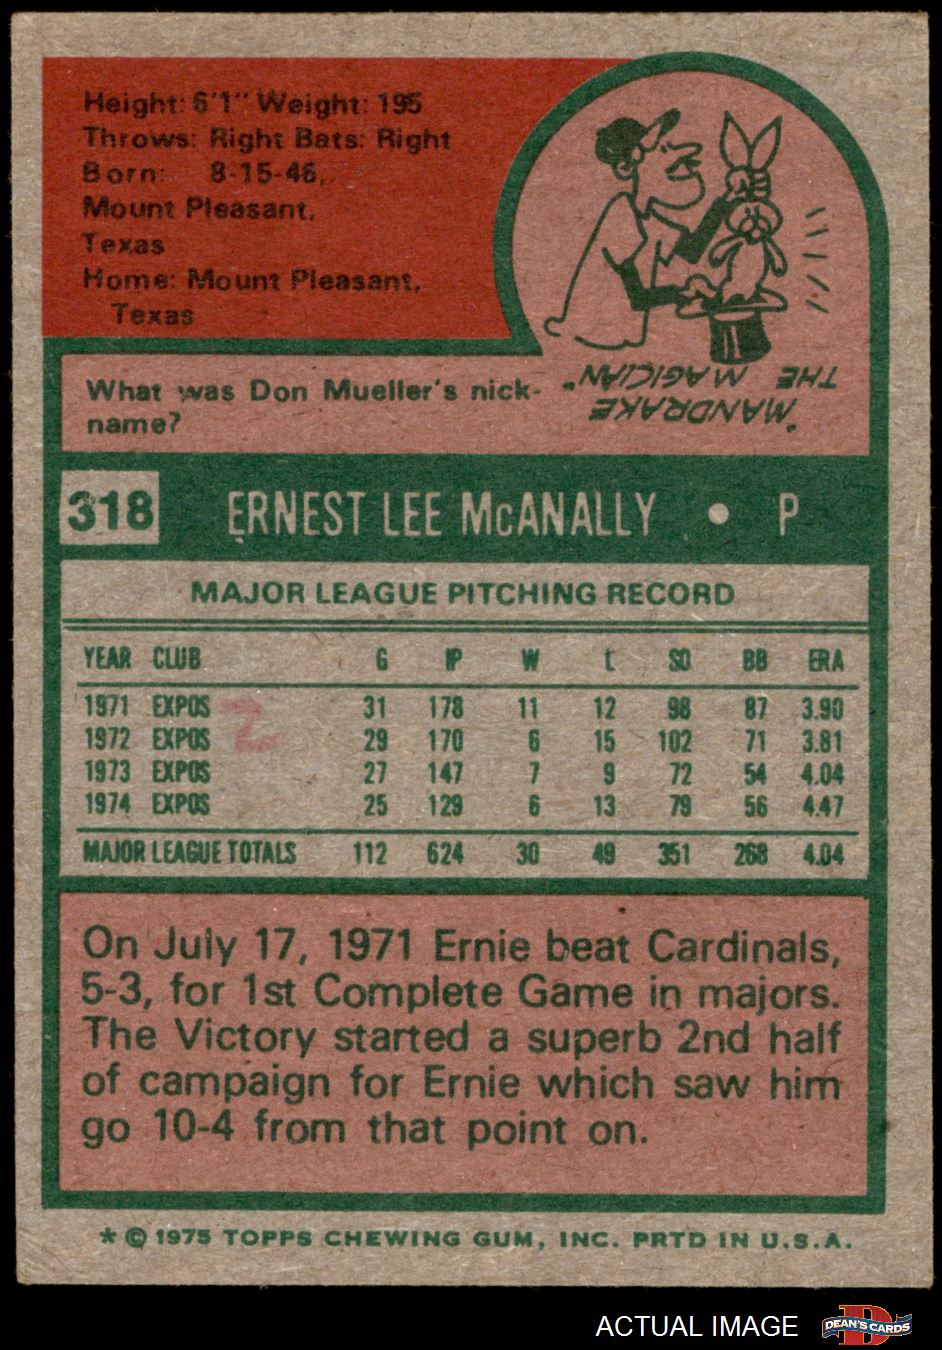 Height: 6'1" Weight: 195
Throws: Right Bats: Right
Born: 8-15-46,
Mount Pleasant,
Texas
Home: Mount Pleasant,
Texas
What was Don Mueller's nick-
name?
"MANDRAKE
THE MAGICIAN"
318 ERNEST LEE McANALLY • P
MAJOR LEAGUE PITCHING RECORD
YEAR CLUB G IP W L SO BB ERA
1971 EXPOS 31 178 11 12 98 87 3.90
2
1972 EXPOS 29 170 6 15 102 71 3.81
1973 EXPOS 27 147 7 9 72 54 4.04
1974 EXPOS 25 129 6 13 79 56 4.47
MAJOR LEAGUE TOTALS 112 624 30 49 351 268 4.04
On July 17, 1971 Ernie beat Cardinals,
5-3, for 1st Complete Game in majors.
The Victory started a superb 2nd half
of campaign for Ernie which saw him
go 10-4 from that point on.
* © 1975 TOPPS CHEWING GUM, INC. PRTD IN U.S.A.
ACTUAL IMAGE
D
DEAN'S CARDS